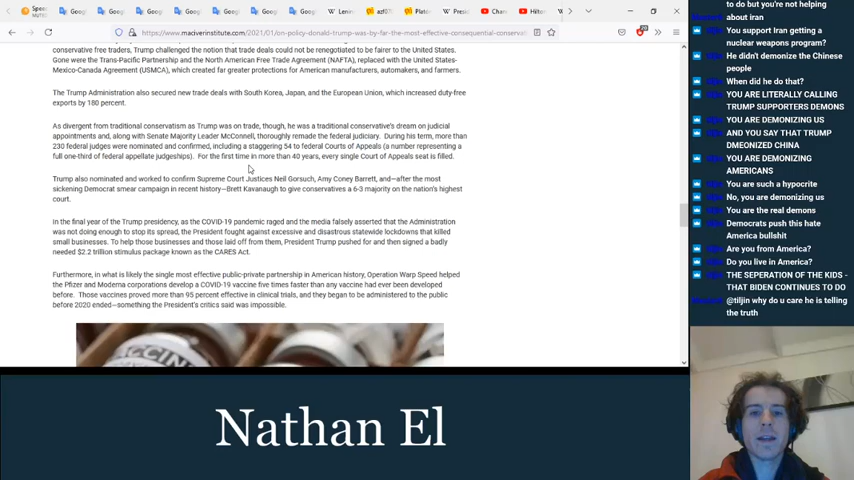 Goog
Goog
Goog
Goog
Goog
Goog
Lenin
Plato
Presi
Chan
Hilton
https://www.maciverinstitute.com/2021/01/on-policy-donald-trump-was-by-far-the-most-effective-consequential-conservat
conservative free traders, Trump challenged the notion that trade deals could not be renegotiated to be fairer to the United States.
Gone were the Trans-Pacific Partnership and the North American Free Trade Agreement (NAFTA), replaced with the United-States-
Mexico-Canada Agreement (USMCA), which created far greater protections for American manufacturers, automakers, and farmers.
The Trump Administration also secured new trade deals with South Korea, Japan, and the European Union, which increased duty-free
exports by 180 percent.
As divergent from traditional conservatism as Trump was on trade, though, he was a traditional conservative's dream on judicial
appointments and, along with Senate Majority Leader McConnell, thoroughly remade the federal judiciary. During his term, more than
230 federal judges were nominated and confirmed, including a staggering 54 to federal Courts of Appeals (a number representing a
full one-third of federal appellate judgeships). For the first time in more than 40 years, every single Court of Appeals seat is filled.
Trump also nominated and worked to confirm Supreme Court Justices Neil Gorsuch, Amy Coney Barrett, and—after the most
sickening Democrat smear campaign in recent history—Brett Kavanaugh to give conservatives a 6-3 majority on the nation's highest
court.
In the final year of the Trump presidency, as the COVID-19 pandemic raged and the media falsely asserted that the Administration
was not doing enough to stop its spread, the President fought against excessive and disastrous statewide lockdowns that killed
small businesses. To help those businesses and those laid off from them, President Trump pushed for and then signed a badly
needed $2.2 trillion stimulus package known as the CARES Act.
Furthermore, in what is likely the single most effective public-private partnership in American history, Operation Warp Speed helped
the Pfizer and Moderna corporations develop a COVID-19 vaccine five times faster than any vaccine had ever been developed
before. Those vaccines proved more than 95 percent effective in clinical trials, and they began to be administered to the public
before 2020 ended—something the President's critics said was impossible.
VACCINE
Nathan El
to do but you're not helping
about iran
You support Iran getting a
nuclear weapons program?
He didn't demonize the Chinese
people
When did he do that?
YOU ARE LITERALLY CALLING
TRUMP SUPPORTERS DEMONS
YOU ARE DEMONIZING US
AND YOU SAY THAT TRUMP
DMEONIZED CHINA
YOU ARE DEMONIZING
AMERICANS
You are such a hypocrite
No, you are demonizing us
You are the real demons
Democrats push this hate
America bullshit
Are you from America?
Do you live in America?
THE SEPERATION OF THE KIDS -
THAT BIDEN CONTINUES TO DO
@tiljin why do u care he is telling
the truth